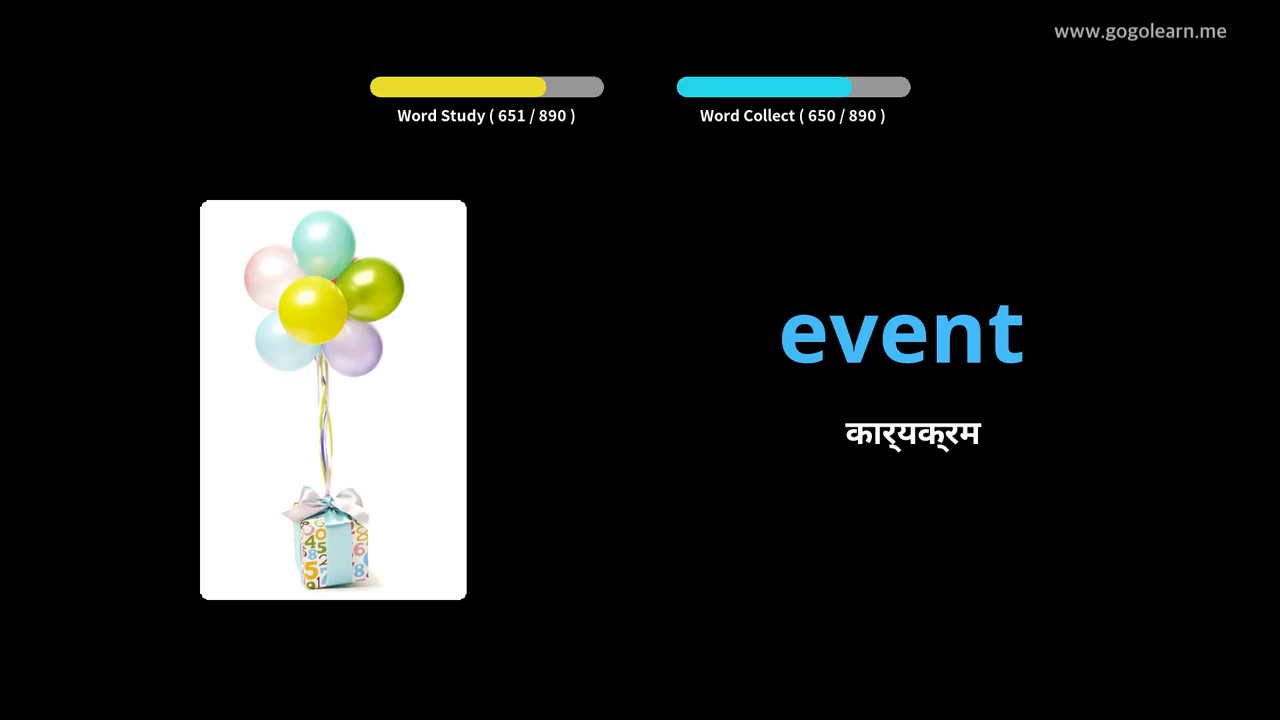 www.gogolearn.me
Word Study ( 651 / 890 )
Word Collect ( 650 / 890 )
event
कार्यक्रम